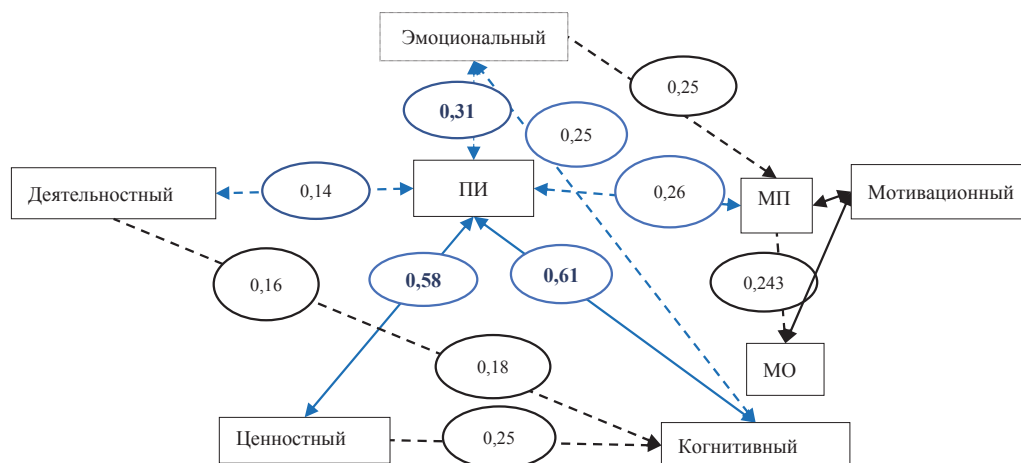 Эмоциональный
0,25
0,31
0,25
ПИ
Деятельностный
0,14
0,26
МП
Мотивационный
0,58
0,61
0,16
0,243
0,18
МО
Ценностный
0,25
Когнитивный